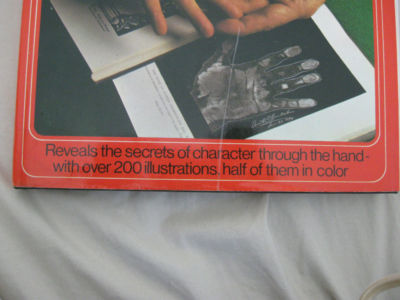 Reveals the secrets of character through the hand-
with over 200 illustrations, half of them in color